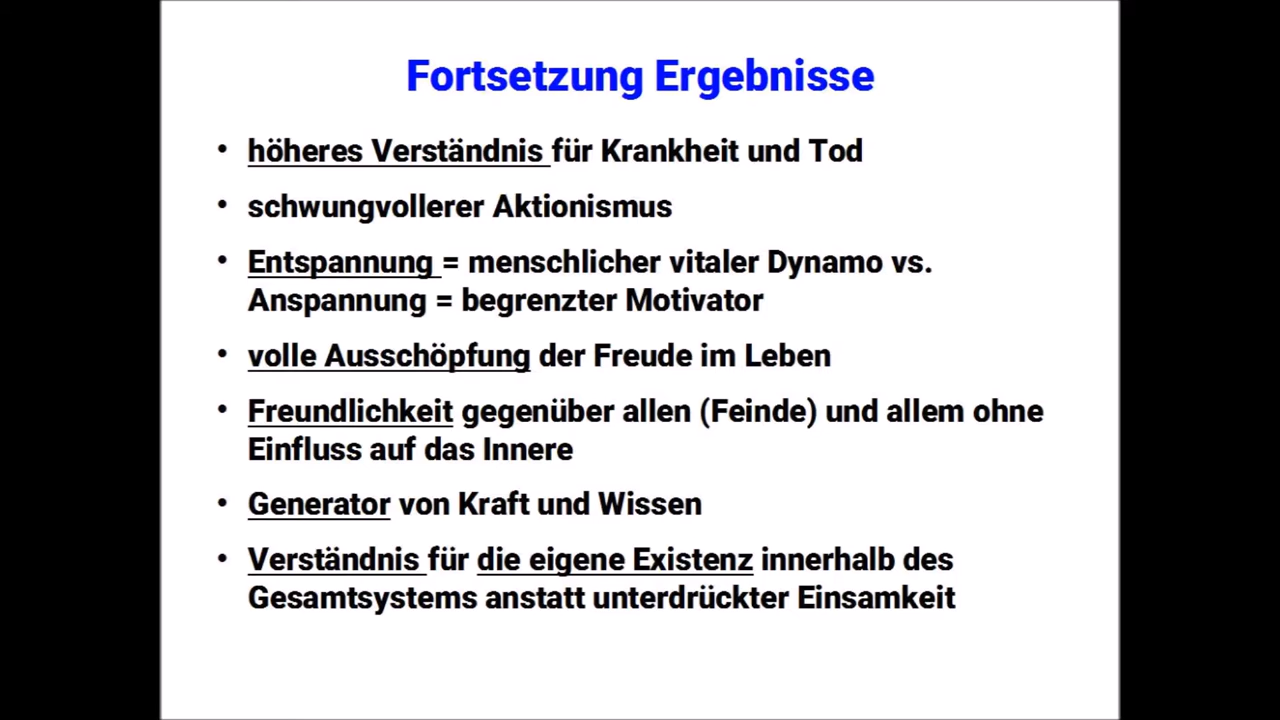 Fortsetzung Ergebnisse
• höheres Verständnis für Krankheit und Tod
• schwungvollerer Aktionismus
• Entspannung = menschlicher vitaler Dynamo vs.
Anspannung = begrenzter Motivator
• volle Ausschöpfung der Freude im Leben
• Freundlichkeit gegenüber allen (Feinde) und allem ohne
Einfluss auf das Innere
• Generator von Kraft und Wissen
• Verständnis für die eigene Existenz innerhalb des
Gesamtsystems anstatt unterdrückter Einsamkeit